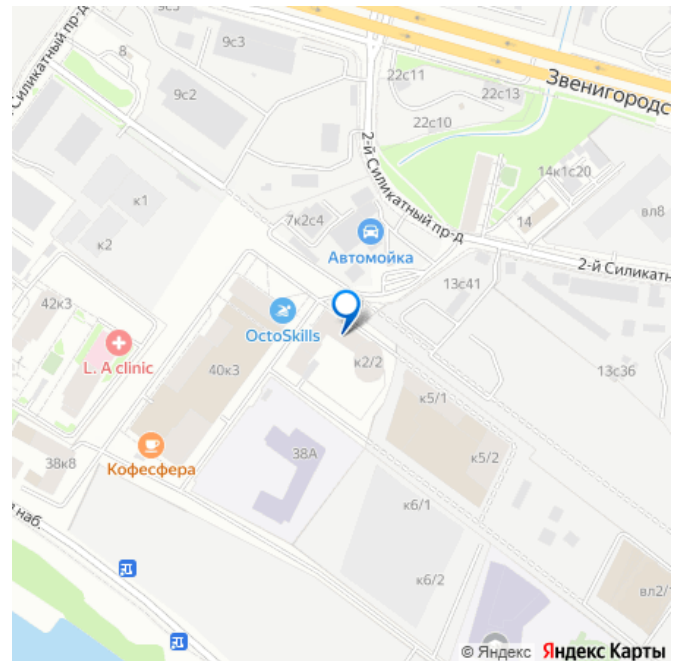 9с3
8
22с11
Звенигородс
9с2
22с13
Силикатный пр-д
22с10
2-й Силикатный пр-д
14к1с20
к1
вл8
7к2с4
14
к2
Автомойка
2-й Силикат
13с41
42к3
OctoSkills
L. A clinic
40к3
к2/2
13с36
к5/1
38А
к5/2
Кофесфера
38к8
к6/1
наб.
к6/2
вл2/
© Яндекс Яндекс Карты